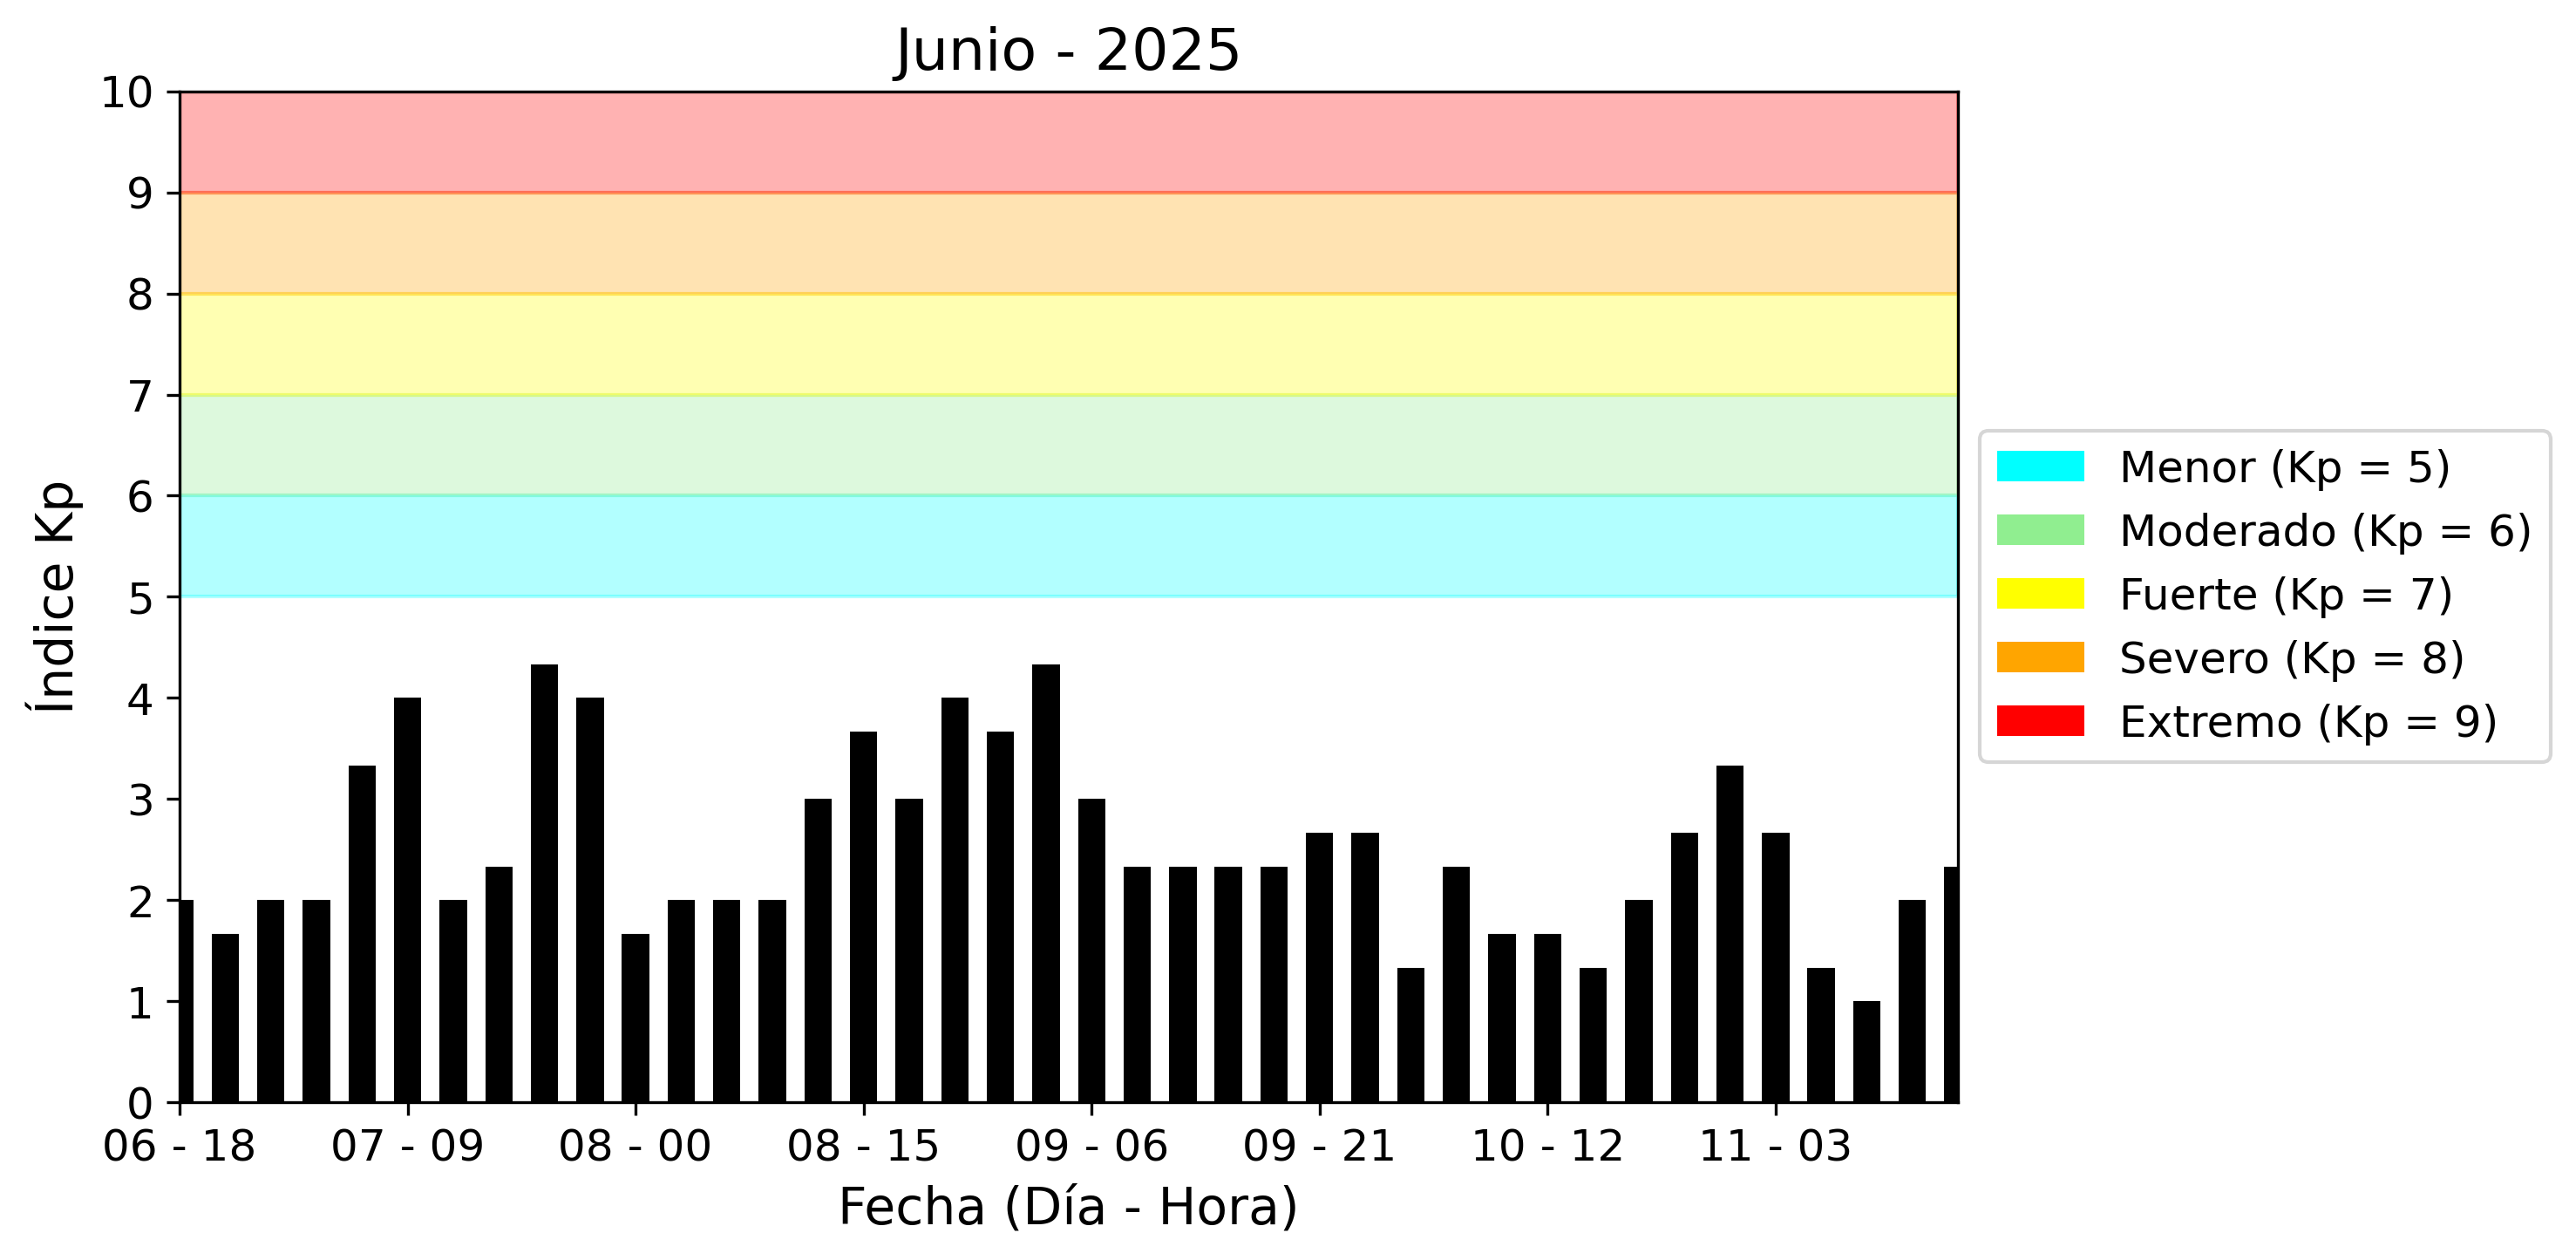 Junio - 2025
10
9
8
7
6
5
4
3
2
1
0
Índice Kp
06 - 18 07 - 09 08 - 00 08 - 15 09 - 06 09 - 21 10 - 12 11 - 03
Fecha (Día - Hora)
Menor (Kp = 5)
Moderado (Kp = 6)
Fuerte (Kp = 7)
Severo (Kp = 8)
Extremo (Kp = 9)